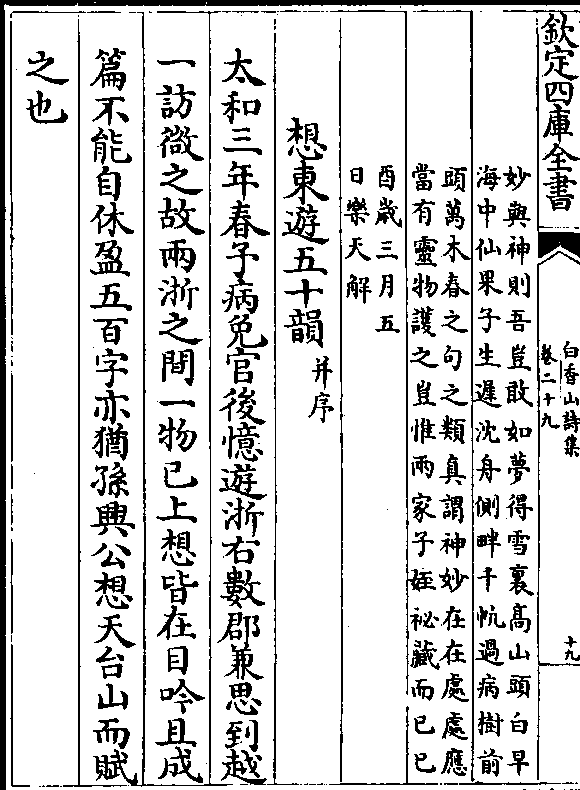 欽定四庫全書
白香山詩集
卷二十九
十九
妙與神則吾豈敢如夢得雪裏高山頭白早
海中仙果子生遲沈舟側畔千帆過病樹前
頭萬木春之句之類真謂神妙在在處處應
當有靈物護之豈惟兩家子姪祕藏而已已
酉歲三月五
日樂天解
想東遊五十韻并序
太和三年春予病免官後憶遊浙右數郡兼思到越
一訪微之故兩浙之間一物已上想皆在目吟且成
篇不能自休盈五百字亦猶孫興公想天台山而賦
之也